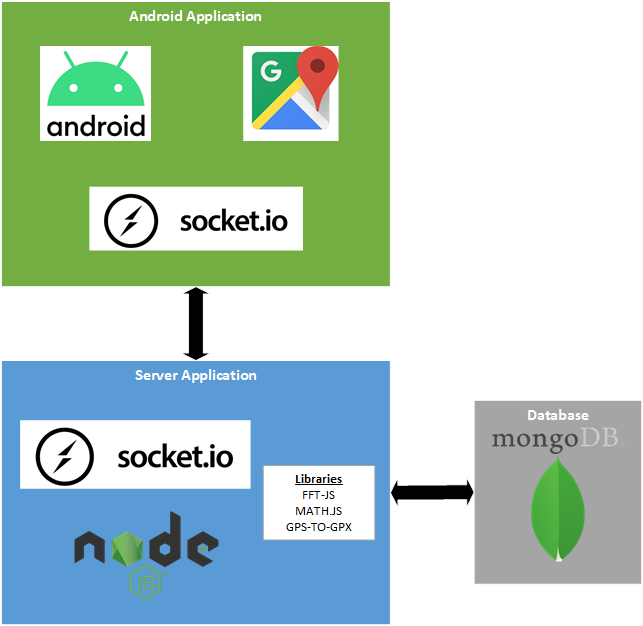 Android Application
android
G
socket.io
Server Application
socket.io
Libraries
FFT-JS
MATH.JS
GPS-TO-GPX
node
JS
Database
mongoDB®